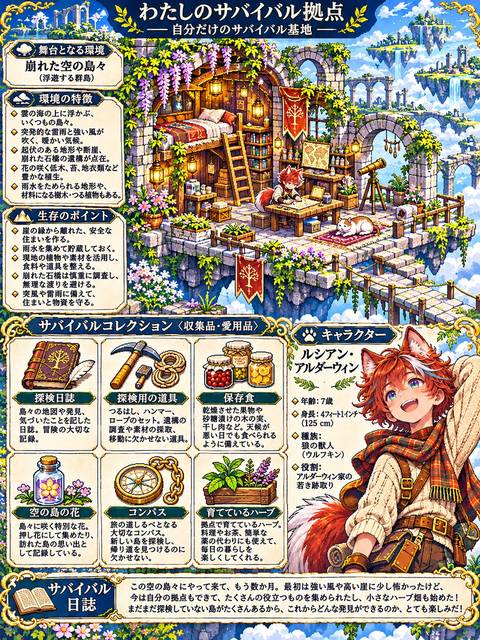 わたしのサバイバル拠点
自分だけのサバイバル基地
舞台となる環境
崩れた空の島々
(浮遊する群島)
環境の特徴
雲の海の上に浮かぶ、
いくつもの島々。
突発的な雷雨と強い風が
吹く、暖かい気候。
起伏のある地形や断崖、
崩れた石橋の遺構が点在。
花の咲く低木、苔、地衣類など
豊かな植生。
雨水をためられる地形や、
材料になる樹木・つる植物もある。
生存のポイント
崖の縁から離れた、安全な
住まいを作る。
雨水を集めて貯蔵しておく。
現地の植物や素材を活用し、
食料や道具を整える。
崩れた石橋は慎重に調査し、
無理な渡りを避ける。
突風や雷雨に備えて、
住まいと物資を守る。
サバイバルコレクション〈収集品・愛用品〉
探検日誌
島々の地図や発見、
気づいたことを記した
日誌。冒険の大切な
記録。
探検用の道具
つるはし、ハンマー、
ロープのセット。遺構の
調査や素材の採取、
移動に欠かせない道具。
保存食
乾燥させた果物や
砂糖漬けの木の実、
干し肉など。天候が
悪い日でも食べられる
ように備えている。
空の島の花
島々に咲く特別な花。
押し花にして集めたり、
訪れた島の思い出と
して記録している。
コンパス
旅の道しるべとなる
大切なコンパス。
新しい島を探検し、
帰り道を見つけるのに
欠かせない。
育てているハーブ
拠点で育てているハーブ。
料理やお茶、簡単な
薬の代わりにも使えて、
毎日の暮らしを
楽しくしてくれる。
キャラクター
ルシアン・
アルダーウィン
年齢：7歳
身長：4フィート1インチ
(125 cm)
種族：
狼の獣人
(ウルフキン)
役割：
アルダーウィン家の
若き跡取り
サバイバル
日誌
この空の島々にやって来て、もう数か月。最初は強い風や高い崖に少し怖かったけど、
今は自分の拠点もできて、たくさんの役立つものを集められたし、小さなハーブ畑も始めた！
まだまだ探検していない島がたくさんあるから、これからどんな発見ができるのか、とても楽しみだ！